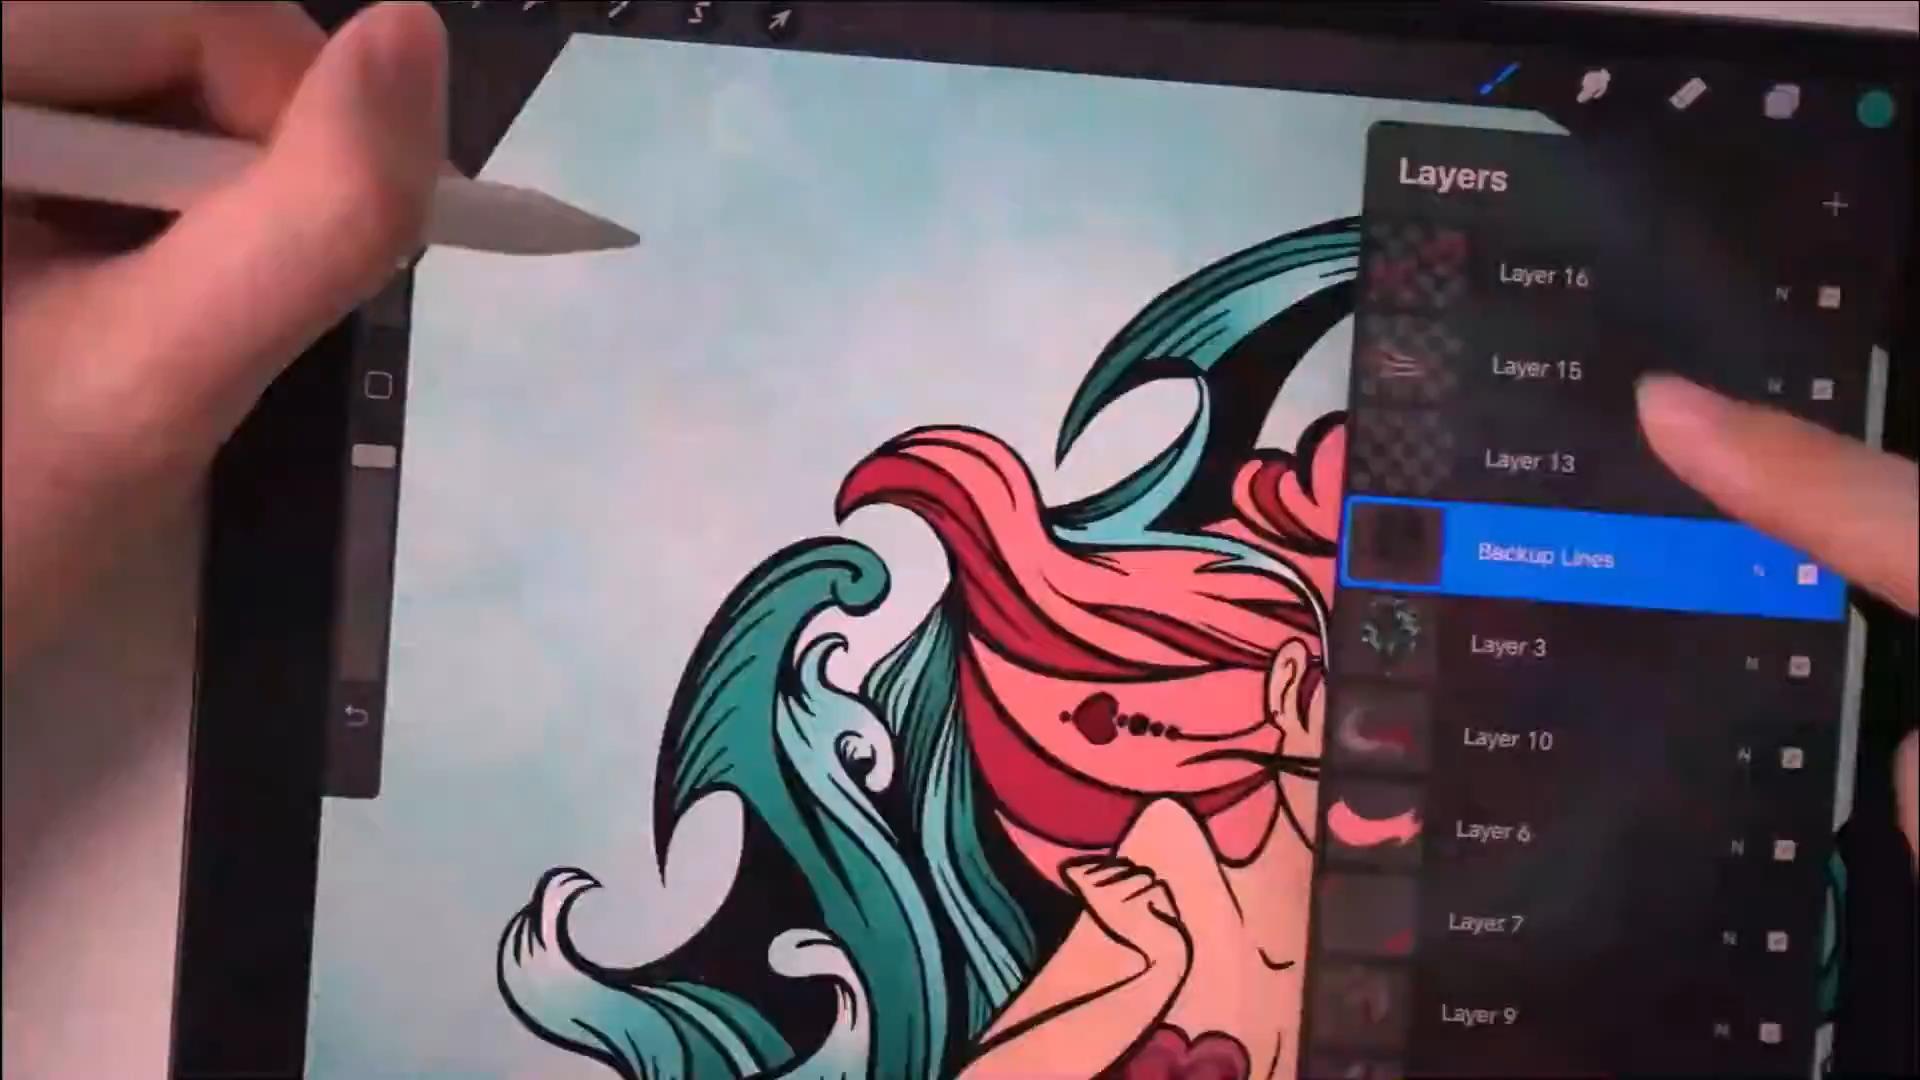 Layers
Layer 16
N
Layer 15
N
Layer 13
Backup Lines
N
Layer 3
N
Layer 10
N
Layer 6
N
Layer 7
N
Layer 9
N